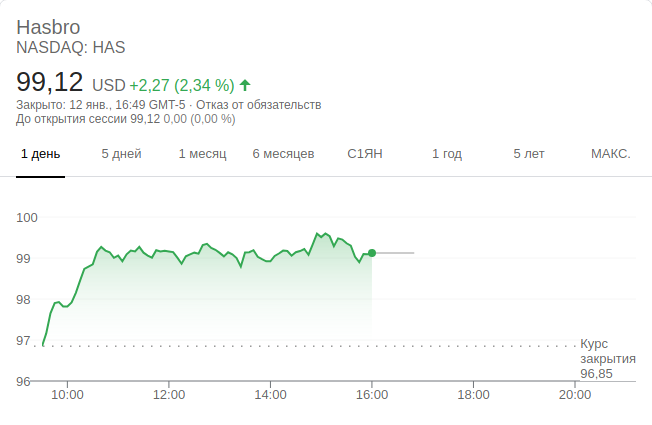 Hasbro
NASDAQ: HAS
99,12 USD +2,27 (2,34 %)
Закрыто: 12 янв., 16:49 GMT-5 · Отказ от обязательств
До открытия сессии 99,12 0,00 (0,00 %)
1 день 5 дней 1 месяц 6 месяцев С1ЯН 1 год 5 лет МАКС.
100
99
98
97
96
Курс
закрытия
96,85
10:00 12:00 14:00 16:00 18:00 20:00